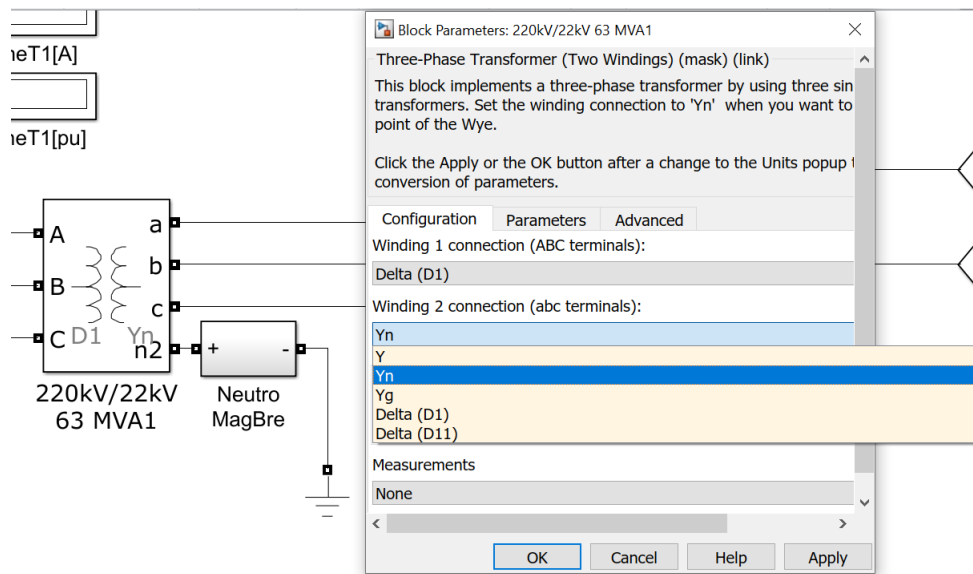 neT1[A]
neT1[pu]
A
B
C
a
b
c
D1
Yn
n2
220kV/22kV
63 MVA1
+
-
Neutro
MagBre
Block Parameters: 220kV/22kV 63 MVA1
Three-Phase Transformer (Two Windings) (mask) (link)
This block implements a three-phase transformer by using three sin
transformers. Set the winding connection to 'Yn' when you want to
point of the Wye.
Click the Apply or the OK button after a change to the Units popup t
conversion of parameters.
Configuration
Parameters
Advanced
Winding 1 connection (ABC terminals):
Delta (D1)
Winding 2 connection (abc terminals):
Yn
Y
Yn
Yg
Delta (D1)
Delta (D11)
Measurements
None
OK
Cancel
Help
Apply